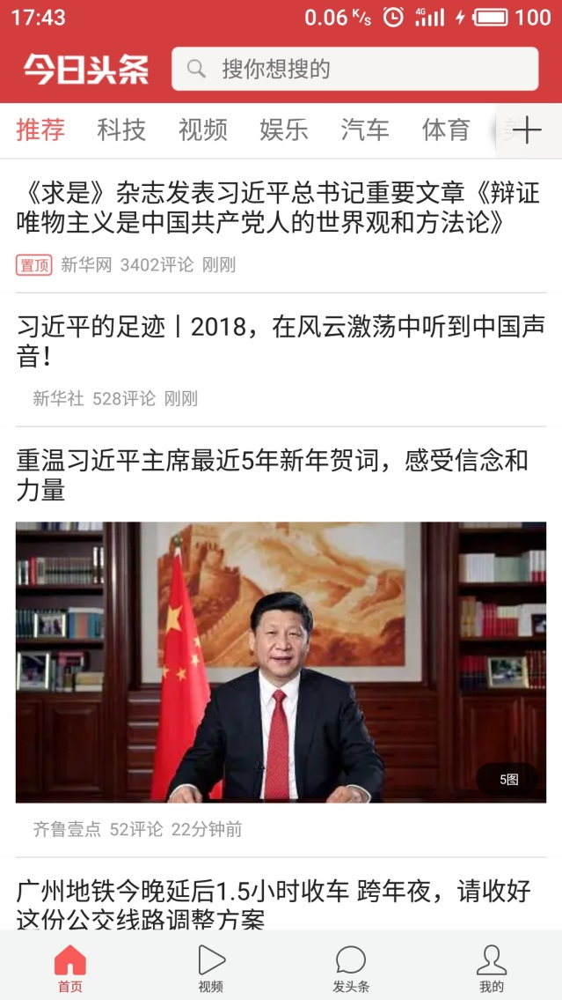 17:43 0.06 K/s 4G 100
今日头条 搜你想搜的
推荐 科技 视频 娱乐 汽车 体育
《求是》杂志发表习近平总书记重要文章《辩证
唯物主义是中国共产党人的世界观和方法论》
置顶 新华网 3402评论 刚刚
习近平的足迹丨2018，在风云激荡中听到中国声
音！
新华社 528评论 刚刚
重温习近平主席最近5年新年贺词，感受信念和
力量
5图
齐鲁壹点 52评论 22分钟前
广州地铁今晚延后1.5小时收车 跨年夜，请收好
这份公交线路调整方案
首页 视频 发头条 我的